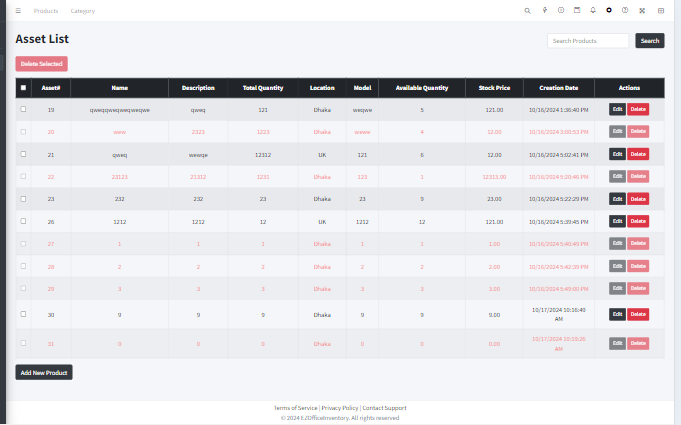 Products Category
Asset List
Search Products Search
Delete Selected
Asset# Name Description Total Quantity Location Model Available Quantity Stock Price Creation Date Actions
19 qweqqweqweqweqwe qweq 121 Dhaka weqwe 5 121.00 10/16/2024 1:36:40 PM Edit Delete
20 wew 2323 1223 Dhaka wewe 4 12.00 10/16/2024 3:00:53 PM Edit Delete
21 qweq wewqe 12312 UK 121 6 12.00 10/16/2024 5:02:41 PM Edit Delete
22 23123 21312 1231 Dhaka 123 1 12313.00 10/16/2024 5:20:46 PM Edit Delete
23 232 232 23 Dhaka 23 9 23.00 10/16/2024 5:22:29 PM Edit Delete
26 1212 1212 12 UK 1212 12 121.00 10/16/2024 5:39:45 PM Edit Delete
27 1 1 1 Dhaka 1 1 1.00 10/16/2024 5:40:45 PM Edit Delete
28 2 2 2 Dhaka 2 2 2.00 10/16/2024 5:42:39 PM Edit Delete
29 3 3 3 Dhaka 3 3 3.00 10/16/2024 5:49:00 PM Edit Delete
30 9 9 9 Dhaka 9 9 9.00 10/17/2024 10:16:49 AM Edit Delete
31 0 0 0 Dhaka 0 0 0.00 10/17/2024 10:19:26 AM Edit Delete
Add New Product
Terms of Service | Privacy Policy | Contact Support
© 2024 EZOfficeInventory. All rights reserved